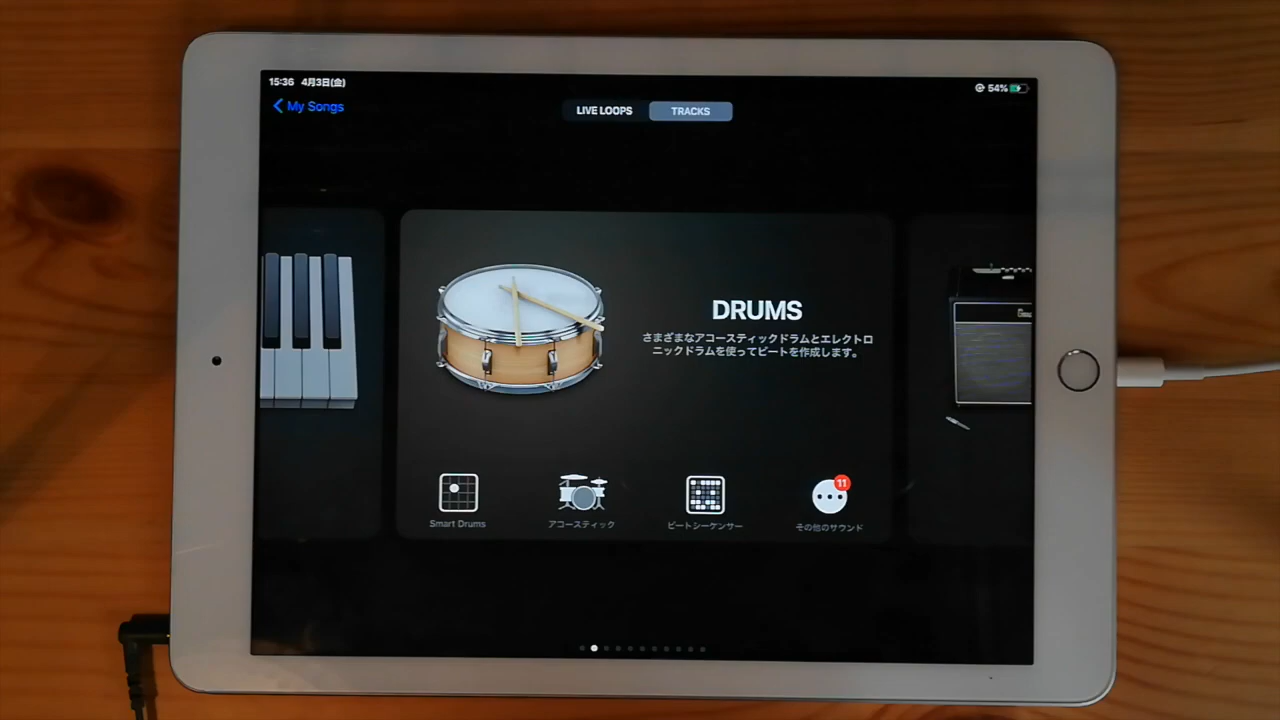 15:36 4月3日(金)
54%
My Songs
LIVE LOOPS
TRACKS
DRUMS
さまざまなアコースティックドラムとエレクトロ
ニックドラムを使ってビートを作成します。
11
Smart Drums
アコースティック
ビートシーケンサー
その他のサウンド